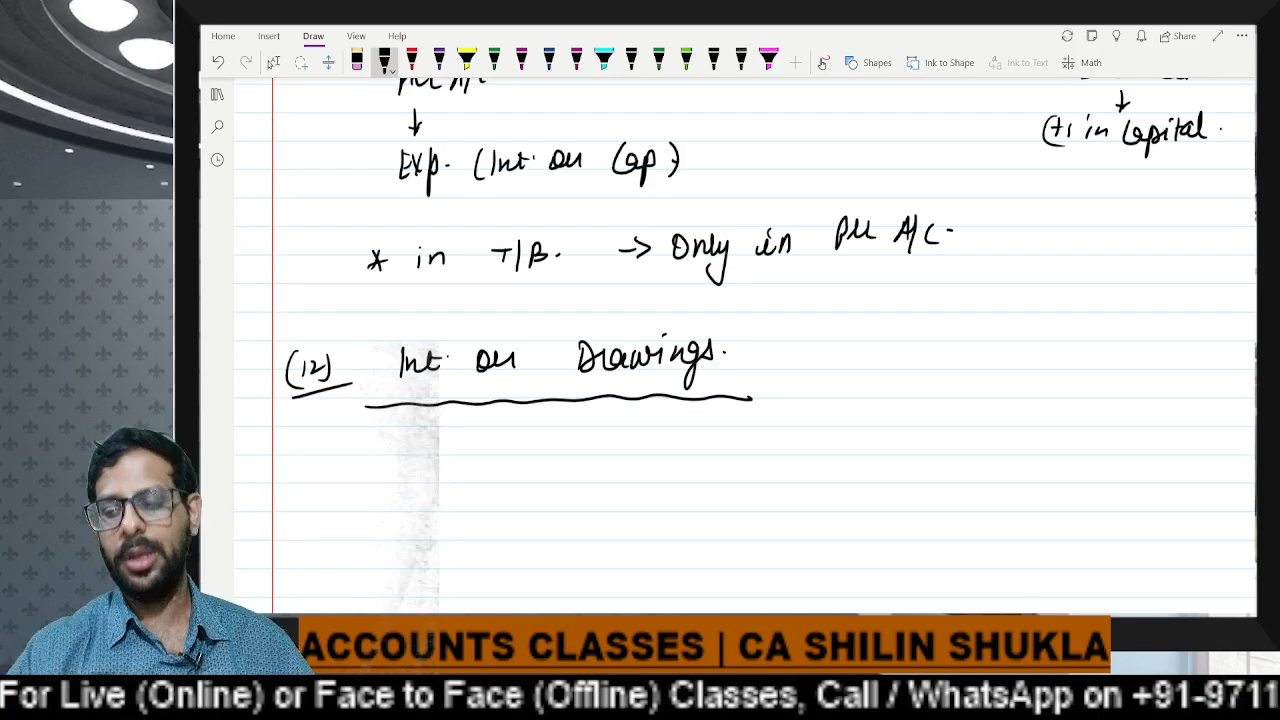 Home Insert Draw View Help Share
Shapes Ink to Shape Ink to Text Math
(+) in Capital.
Exp. (Int. on Cap)
* in T/B. → Only in P&L A/C.
(12) Int. on Drawings.
ACCOUNTS CLASSES | CA SHILIN SHUKLA
For Live (Online) or Face to Face (Offline) Classes, Call / WhatsApp on +91-9711